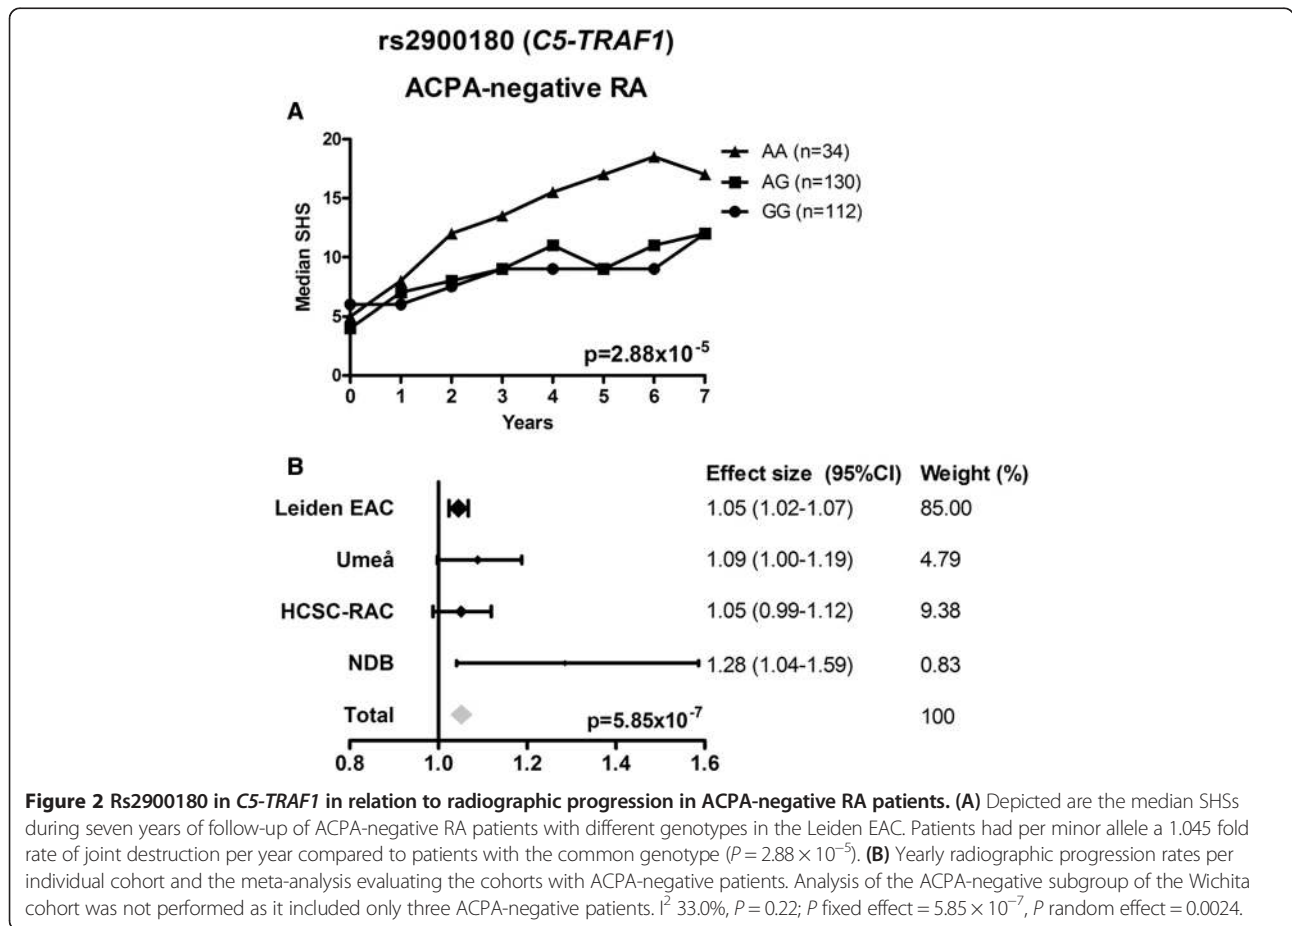 rs2900180 (C5-TRAF1)
ACPA-negative RA
A
20
15
10
5
0
Median SHS
AA (n=34)
AG (n=130)
GG (n=112)
p=2.88x10⁻⁵
0 1 2 3 4 5 6 7
Years
B
Effect size (95%CI) Weight (%)
Leiden EAC 1.05 (1.02-1.07) 85.00
Umeå 1.09 (1.00-1.19) 4.79
HCSC-RAC 1.05 (0.99-1.12) 9.38
NDB 1.28 (1.04-1.59) 0.83
Total p=5.85x10⁻⁷ 100
0.8 1.0 1.2 1.4 1.6
Figure 2 Rs2900180 in C5-TRAF1 in relation to radiographic progression in ACPA-negative RA patients. (A) Depicted are the median SHSs
during seven years of follow-up of ACPA-negative RA patients with different genotypes in the Leiden EAC. Patients had per minor allele a 1.045 fold
rate of joint destruction per year compared to patients with the common genotype (P = 2.88 × 10⁻⁵). (B) Yearly radiographic progression rates per
individual cohort and the meta-analysis evaluating the cohorts with ACPA-negative patients. Analysis of the ACPA-negative subgroup of the Wichita
cohort was not performed as it included only three ACPA-negative patients. I² 33.0%, P = 0.22; P fixed effect = 5.85 × 10⁻⁷, P random effect = 0.0024.